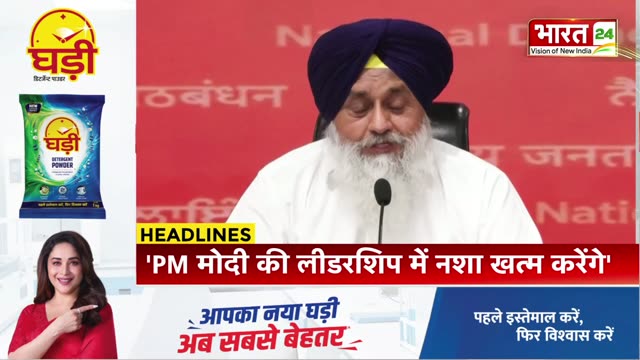 घड़ी
डिटर्जेन्ट पाउडर
घड़ी
DETERGENT
POWDER
भारत 24
Vision of New India
National D
ठबंधन
जनत
Nation
HEADLINES
'PM मोदी की लीडरशिप में नशा खत्म करेंगे'
आपका नया घड़ी
अब सबसे बेहतर
पहले इस्तेमाल करें,
फिर विश्वास करें